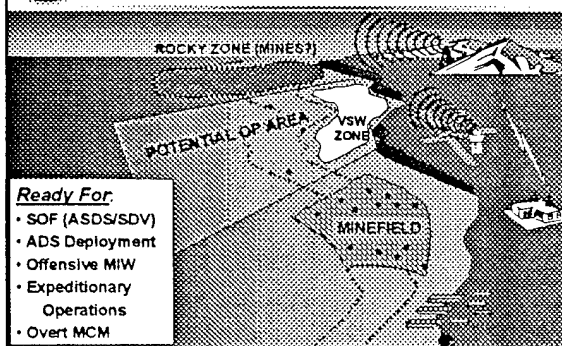 ROCKY ZONE (MINES?)
POTENTIAL OP AREA
VSW
ZONE
MINEFIELD
Ready For:
• SOF (ASDS/SDV)
• ADS Deployment
• Offensive MIW
• Expeditionary
Operations
• Overt MCM